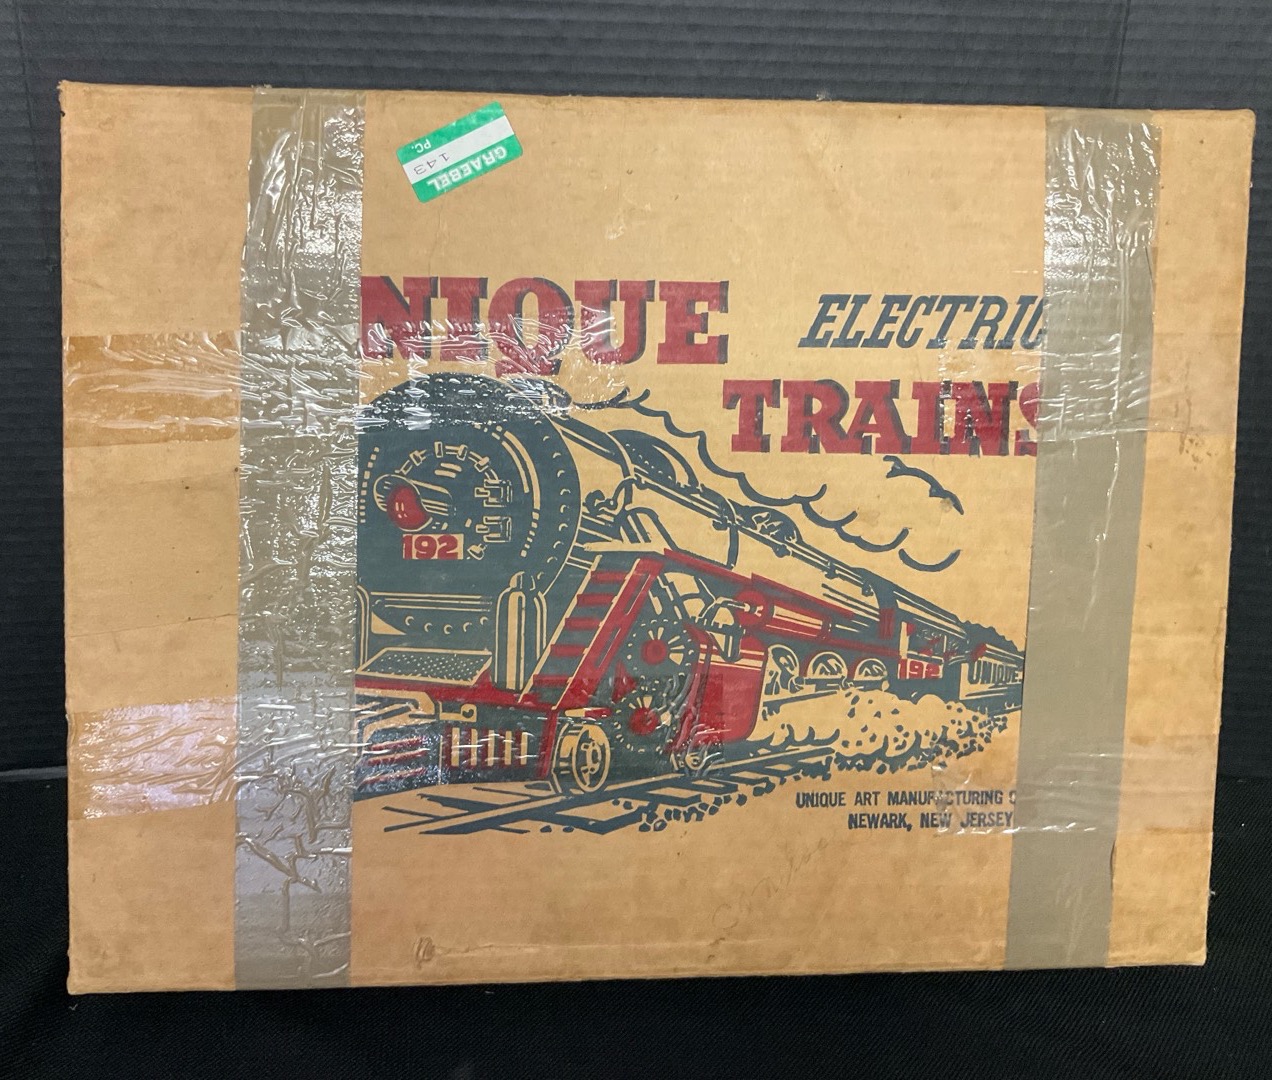 GRAEBEL
143
PC.
NIQUE ELECTRIC
TRAINS
192
192
UNIQUE
UNIQUE ART MANUFACTURING C
NEWARK, NEW JERSEY